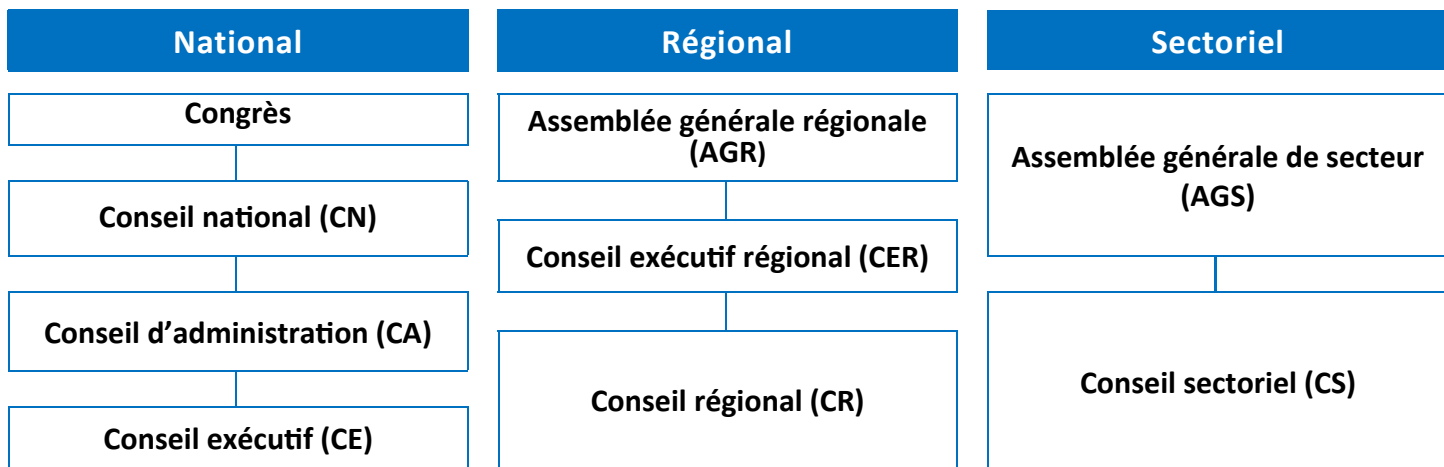 National
Congrès
Conseil national (CN)
Conseil d’administration (CA)
Conseil exécutif (CE)
Régional
Assemblée générale régionale
(AGR)
Conseil exécutif régional (CER)
Conseil régional (CR)
Sectoriel
Assemblée générale de secteur
(AGS)
Conseil sectoriel (CS)